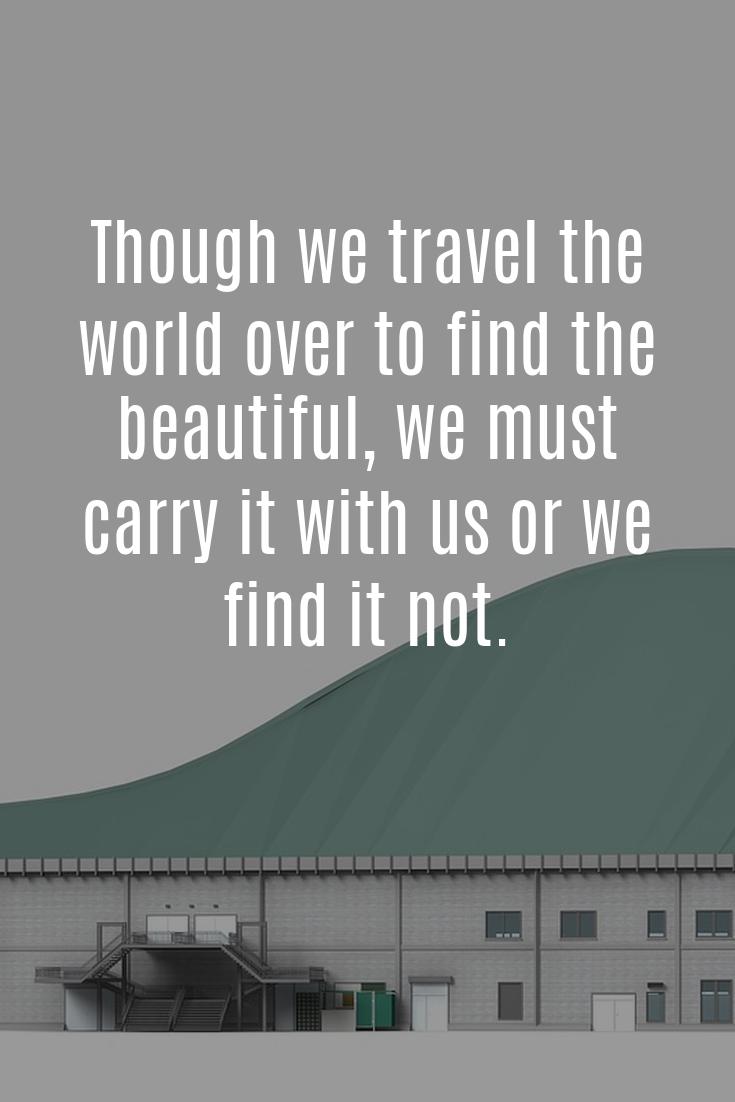 Though we travel the
world over to find the
beautiful, we must
carry it with us or we
find it not.